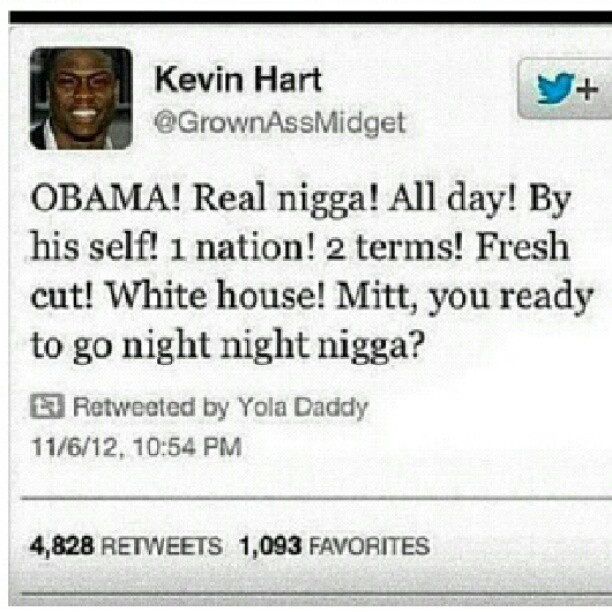 Kevin Hart
@GrownAssMidget
+
OBAMA! Real nigga! All day! By
his self! 1 nation! 2 terms! Fresh
cut! White house! Mitt, you ready
to go night night nigga?
Retweeted by Yola Daddy
11/6/12, 10:54 PM
4,828 RETWEETS 1,093 FAVORITES